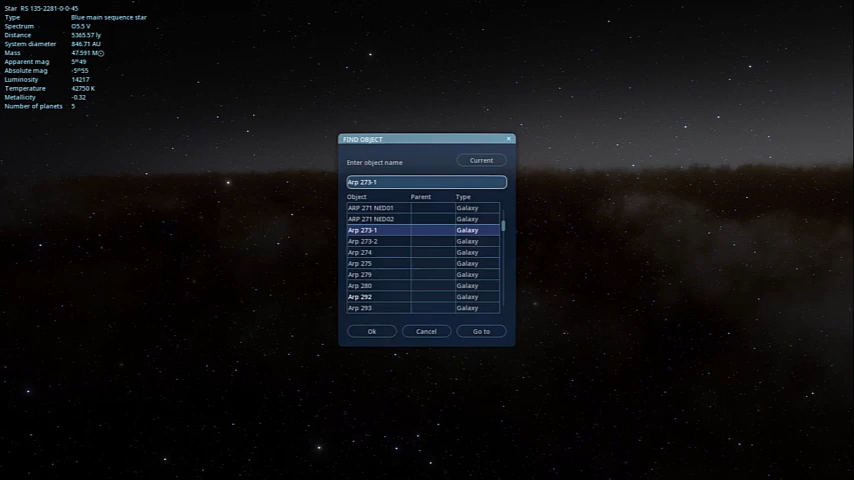 Star RS 135-2281-0-0-45
Type Blue main sequence star
Spectrum O5.5 V
Distance 5365.57 ly
System diameter 846.71 AU
Mass 47.591 M☉
Apparent mag 5ᵐ49
Absolute mag -5ᵐ55
Luminosity 14217
Temperature 42750 K
Metallicity -0.32
Number of planets 5
FIND OBJECT ×
Enter object name Current
Arp 273-1
Object Parent Type
ARP 271 NED01 Galaxy
ARP 271 NED02 Galaxy
Arp 273-1 Galaxy
Arp 273-2 Galaxy
Arp 274 Galaxy
Arp 275 Galaxy
Arp 279 Galaxy
Arp 280 Galaxy
Arp 292 Galaxy
Arp 293 Galaxy
Ok Cancel Go to